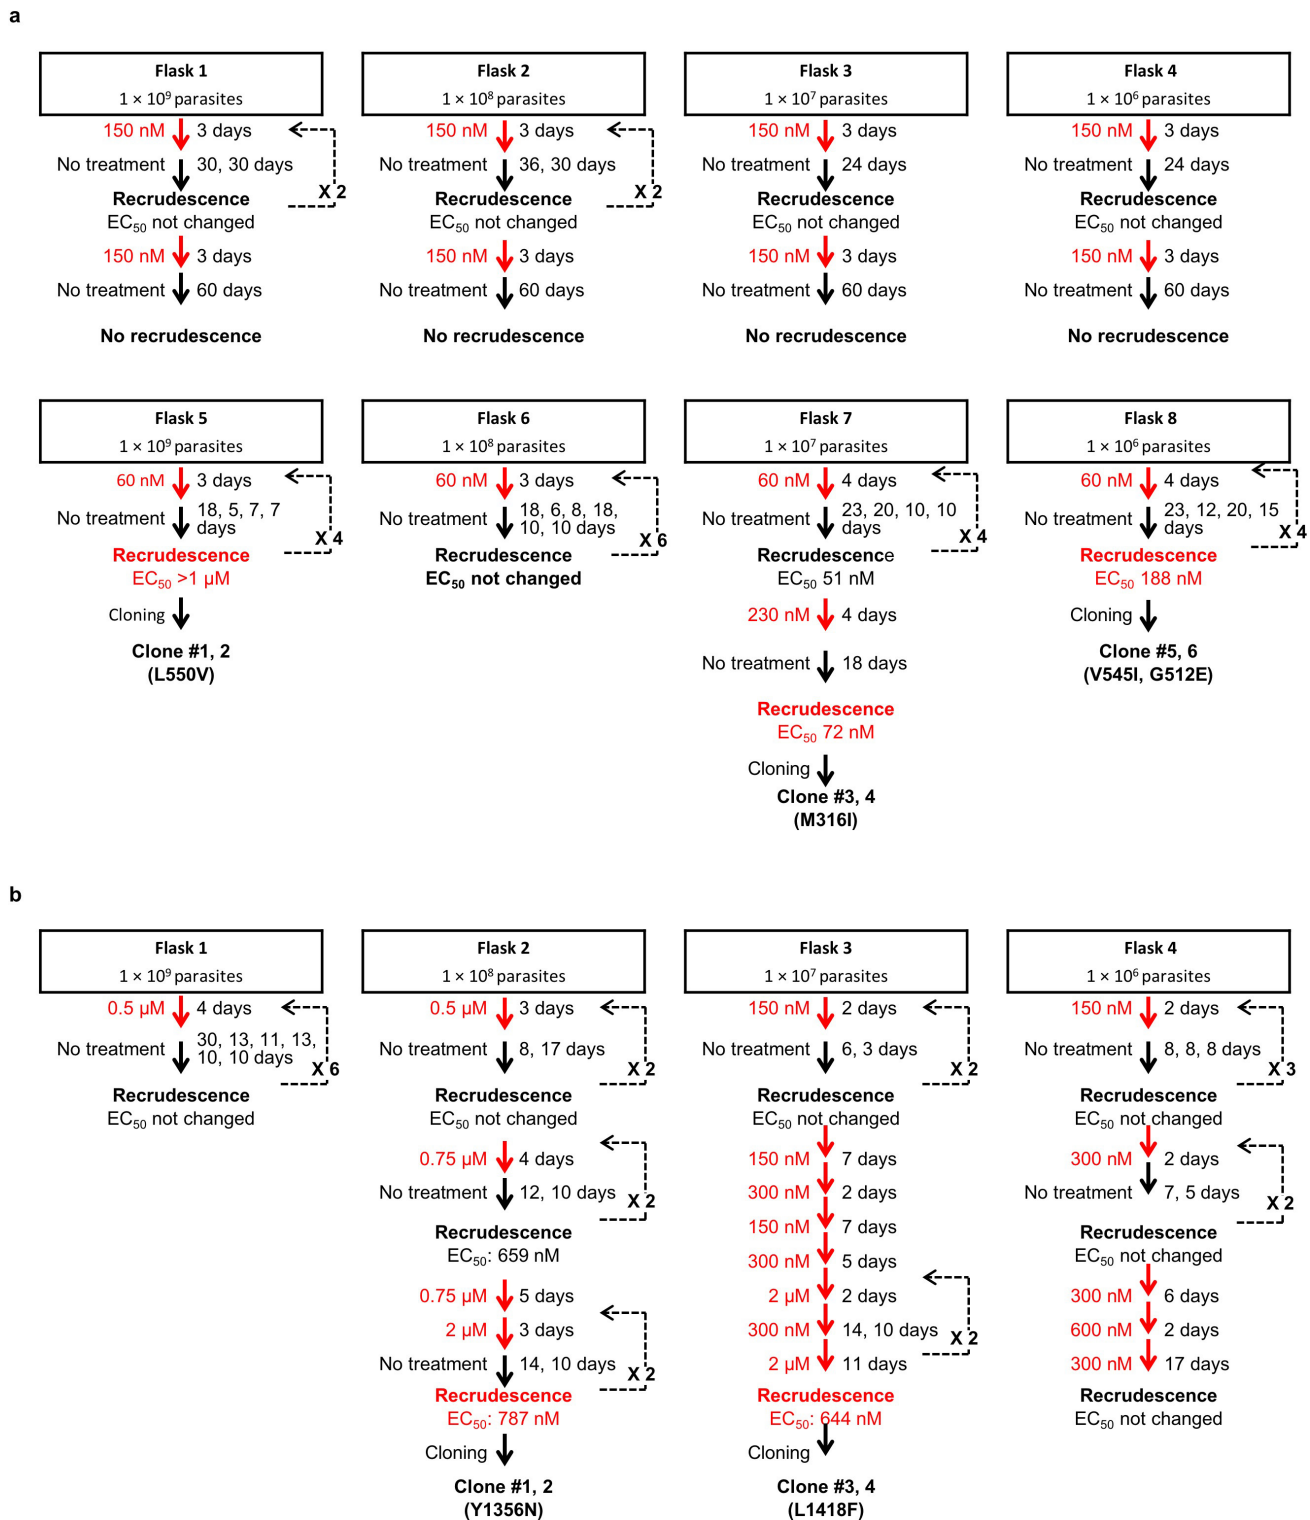 a
Flask 1
1 × 10⁹ parasites
150 nM 3 days
No treatment 30, 30 days
X 2
Recrudescence
EC₅₀ not changed
150 nM 3 days
No treatment 60 days
No recrudescence
Flask 2
1 × 10⁸ parasites
150 nM 3 days
No treatment 36, 30 days
X 2
Recrudescence
EC₅₀ not changed
150 nM 3 days
No treatment 60 days
No recrudescence
Flask 3
1 × 10⁷ parasites
150 nM 3 days
No treatment 24 days
Recrudescence
EC₅₀ not changed
150 nM 3 days
No treatment 60 days
No recrudescence
Flask 4
1 × 10⁶ parasites
150 nM 3 days
No treatment 24 days
Recrudescence
EC₅₀ not changed
150 nM 3 days
No treatment 60 days
No recrudescence
Flask 5
1 × 10⁹ parasites
60 nM 3 days
No treatment 18, 5, 7, 7
days
X 4
Recrudescence
EC₅₀ >1 µM
Cloning
Clone #1, 2
(L550V)
Flask 6
1 × 10⁸ parasites
60 nM 3 days
No treatment 18, 6, 8, 18,
10, 10 days
X 6
Recrudescence
EC₅₀ not changed
Flask 7
1 × 10⁷ parasites
60 nM 4 days
No treatment 23, 20, 10, 10
days
X 4
Recrudescence
EC₅₀ 51 nM
230 nM 4 days
No treatment 18 days
Recrudescence
EC₅₀ 72 nM
Cloning
Clone #3, 4
(M316I)
Flask 8
1 × 10⁶ parasites
60 nM 4 days
No treatment 23, 12, 20, 15
days
X 4
Recrudescence
EC₅₀ 188 nM
Cloning
Clone #5, 6
(V545I, G512E)
b
Flask 1
1 × 10⁹ parasites
0.5 µM 4 days
No treatment 30, 13, 11, 13,
10, 10 days
X 6
Recrudescence
EC₅₀ not changed
Flask 2
1 × 10⁸ parasites
0.5 µM 3 days
No treatment 8, 17 days
X 2
Recrudescence
EC₅₀ not changed
0.75 µM 4 days
No treatment 12, 10 days
X 2
Recrudescence
EC₅₀: 659 nM
0.75 µM 5 days
2 µM 3 days
No treatment 14, 10 days
X 2
Recrudescence
EC₅₀: 787 nM
Cloning
Clone #1, 2
(Y1356N)
Flask 3
1 × 10⁷ parasites
150 nM 2 days
No treatment 6, 3 days
X 2
Recrudescence
EC₅₀ not changed
150 nM 7 days
300 nM 2 days
150 nM 7 days
300 nM 5 days
2 µM 2 days
300 nM 14, 10 days
X 2
2 µM 11 days
Recrudescence
EC₅₀: 644 nM
Cloning
Clone #3, 4
(L1418F)
Flask 4
1 × 10⁶ parasites
150 nM 2 days
No treatment 8, 8, 8 days
X 3
Recrudescence
EC₅₀ not changed
300 nM 2 days
No treatment 7, 5 days
X 2
Recrudescence
EC₅₀ not changed
300 nM 6 days
600 nM 2 days
300 nM 17 days
Recrudescence
EC₅₀ not changed